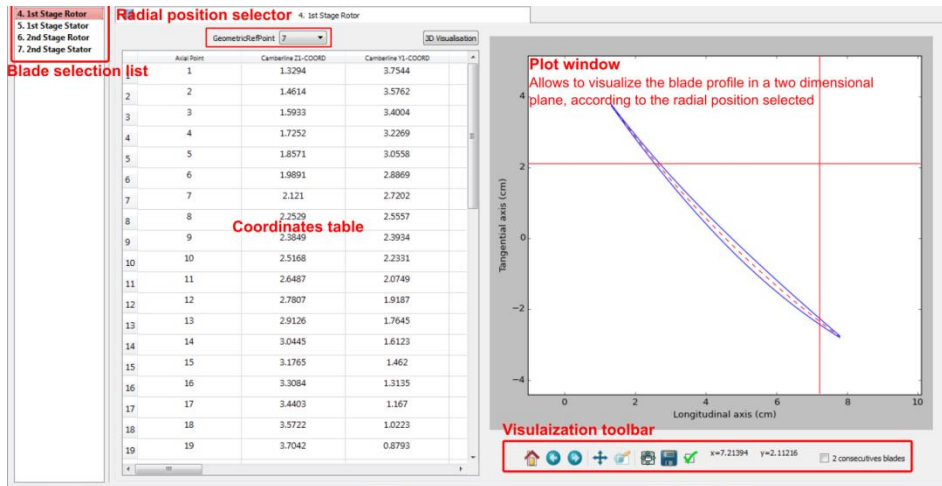 4. 1st Stage Rotor
5. 1st Stage Stator
6. 2nd Stage Rotor
7. 2nd Stage Stator
Blade selection list
Radial position selector
4. 1st Stage Rotor
GeometricRefPoint 7
3D Visualisation
Axial Point Camberline Z1-COORD Camberline Y1-COORD
1 1 1.3294 3.7544
2 2 1.4614 3.5762
3 3 1.5933 3.4004
4 4 1.7252 3.2269
5 5 1.8571 3.0558
6 6 1.9891 2.8869
7 7 2.121 2.7202
8 8 2.2529 2.5557
Coordinates table
9 9 2.3849 2.3934
10 10 2.5168 2.2331
11 11 2.6487 2.0749
12 12 2.7807 1.9187
13 13 2.9126 1.7645
14 14 3.0445 1.6123
15 15 3.1765 1.462
16 16 3.3084 1.3135
17 17 3.4403 1.167
18 18 3.5722 1.0223
19 19 3.7042 0.8793
Plot window
Allows to visualize the blade profile in a two dimensional
plane, according to the radial position selected
4
2
0
−2
−4
Tangential axis (cm)
0 2 4 6 8 10
Longitudinal axis (cm)
Visulaization toolbar
x=7.21394 y=2.11216
2 consecutives blades